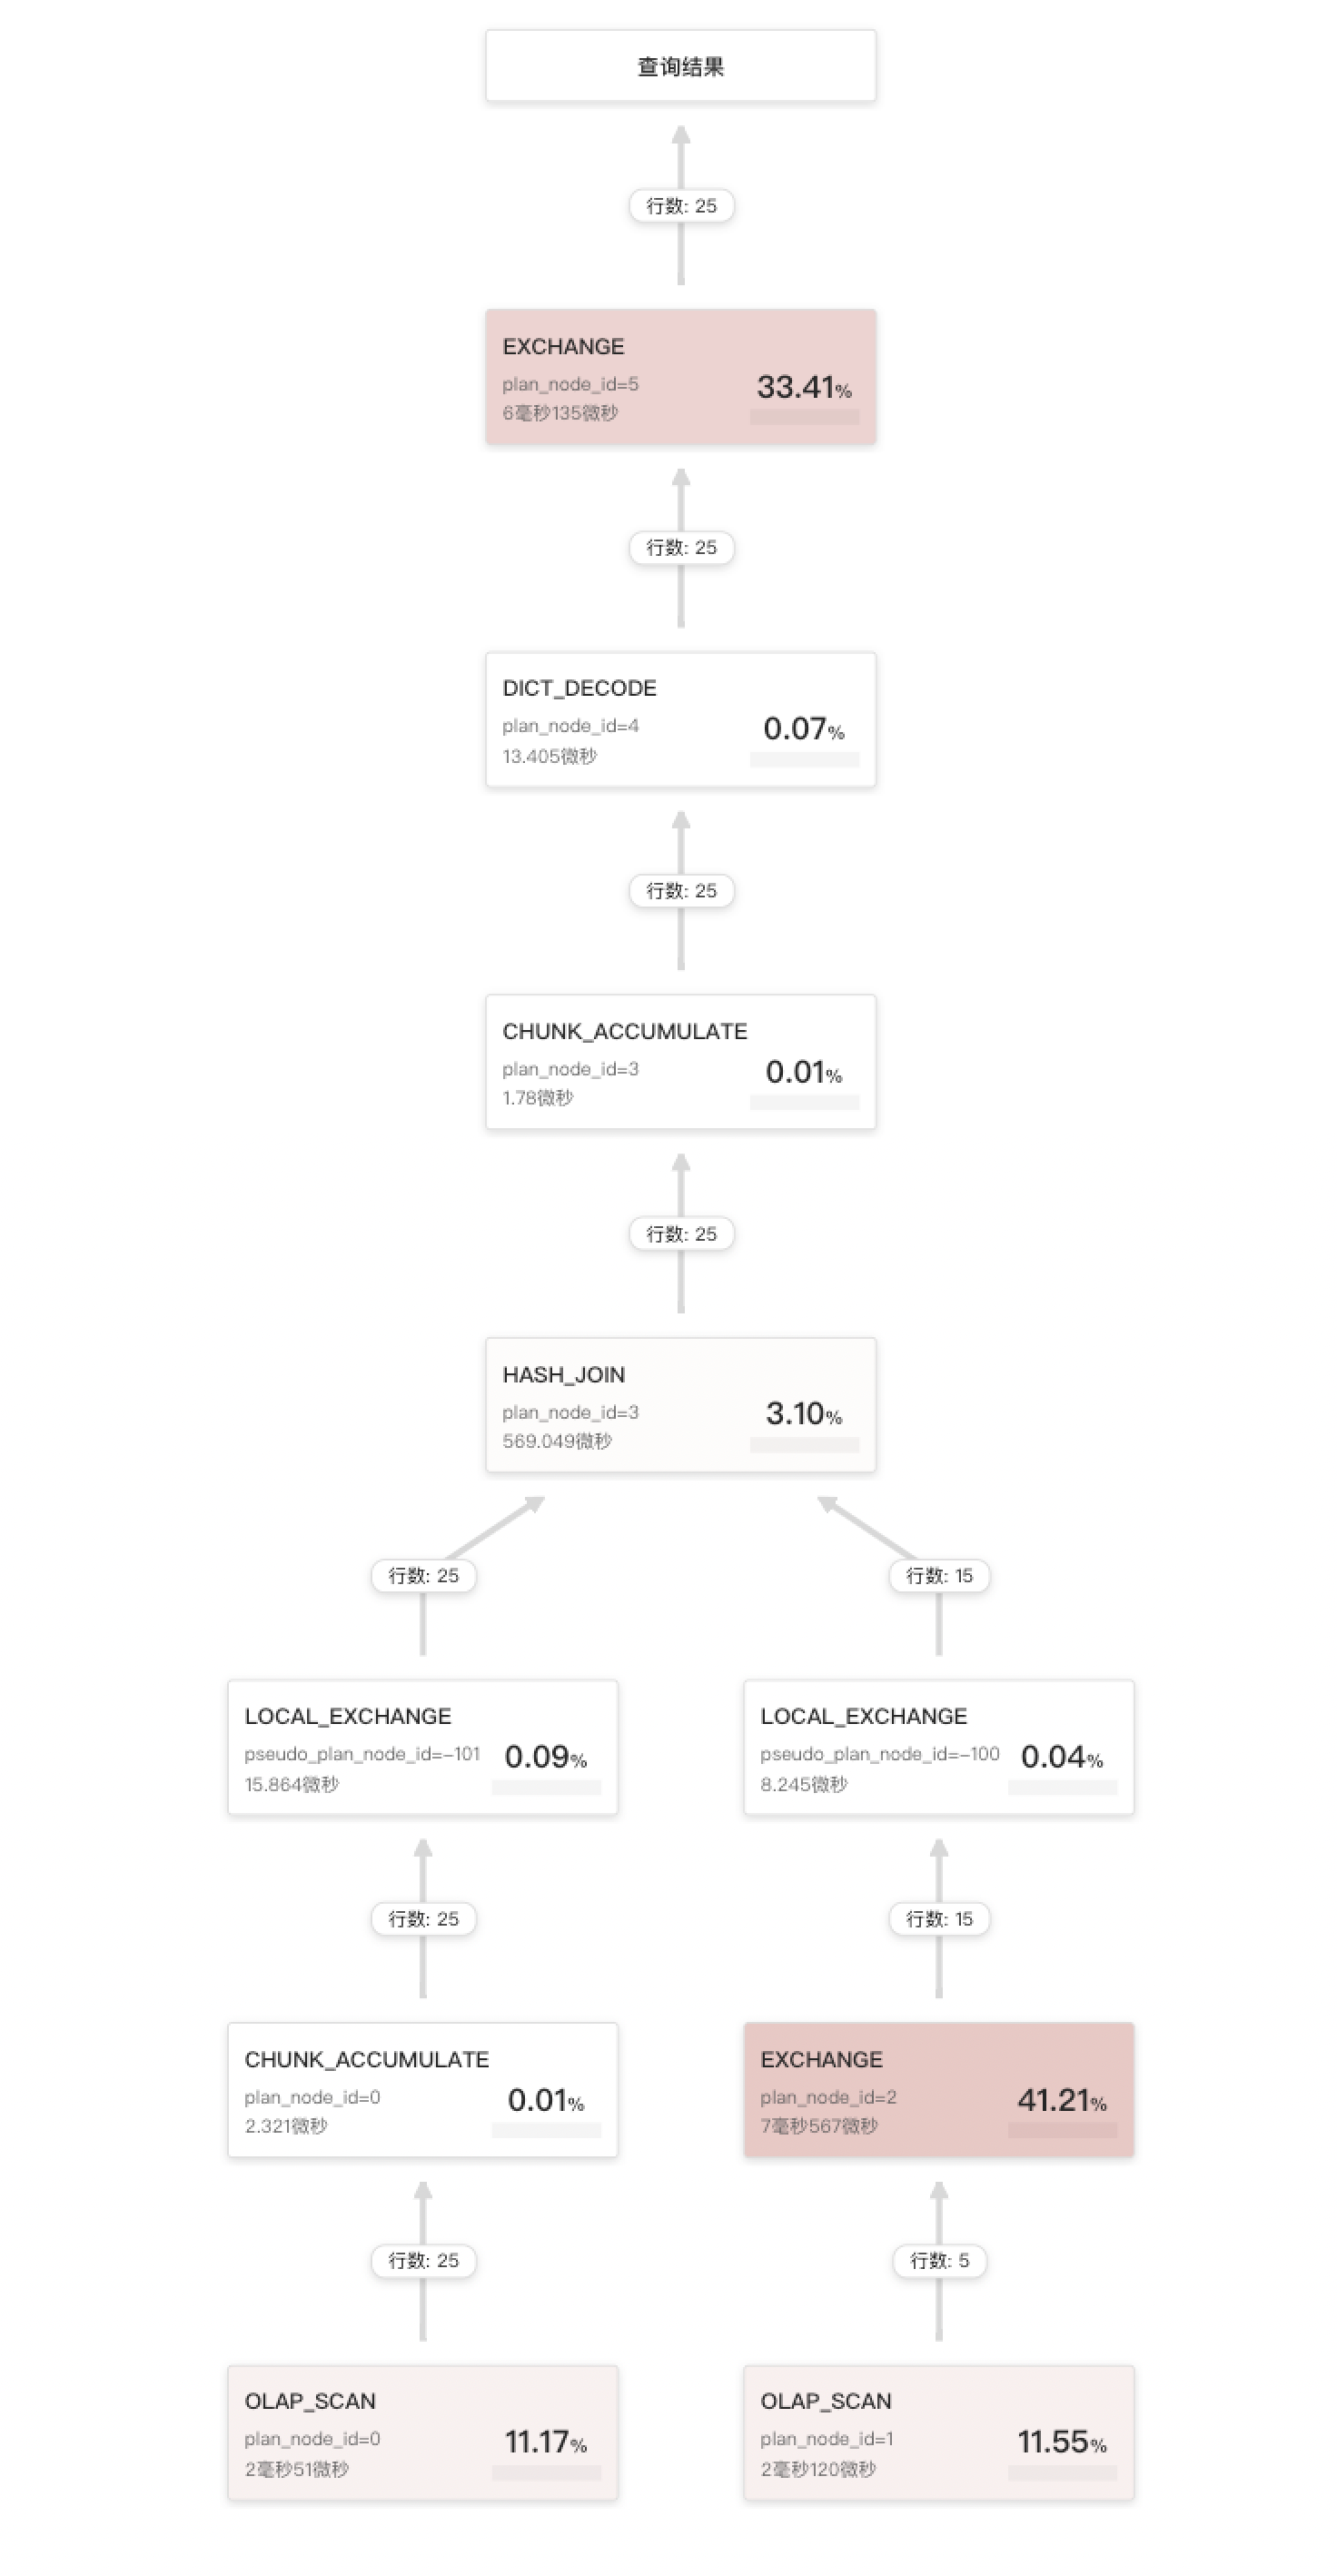 查询结果
行数: 25
EXCHANGE
plan_node_id=5
6毫秒135微秒
33.41%
行数: 25
DICT_DECODE
plan_node_id=4
13.405微秒
0.07%
行数: 25
CHUNK_ACCUMULATE
plan_node_id=3
1.78微秒
0.01%
行数: 25
HASH_JOIN
plan_node_id=3
569.049微秒
3.10%
行数: 25
行数: 15
LOCAL_EXCHANGE
pseudo_plan_node_id=-101
15.864微秒
0.09%
LOCAL_EXCHANGE
pseudo_plan_node_id=-100
8.245微秒
0.04%
行数: 25
行数: 15
CHUNK_ACCUMULATE
plan_node_id=0
2.321微秒
0.01%
EXCHANGE
plan_node_id=2
7毫秒567微秒
41.21%
行数: 25
行数: 5
OLAP_SCAN
plan_node_id=0
2毫秒51微秒
11.17%
OLAP_SCAN
plan_node_id=1
2毫秒120微秒
11.55%